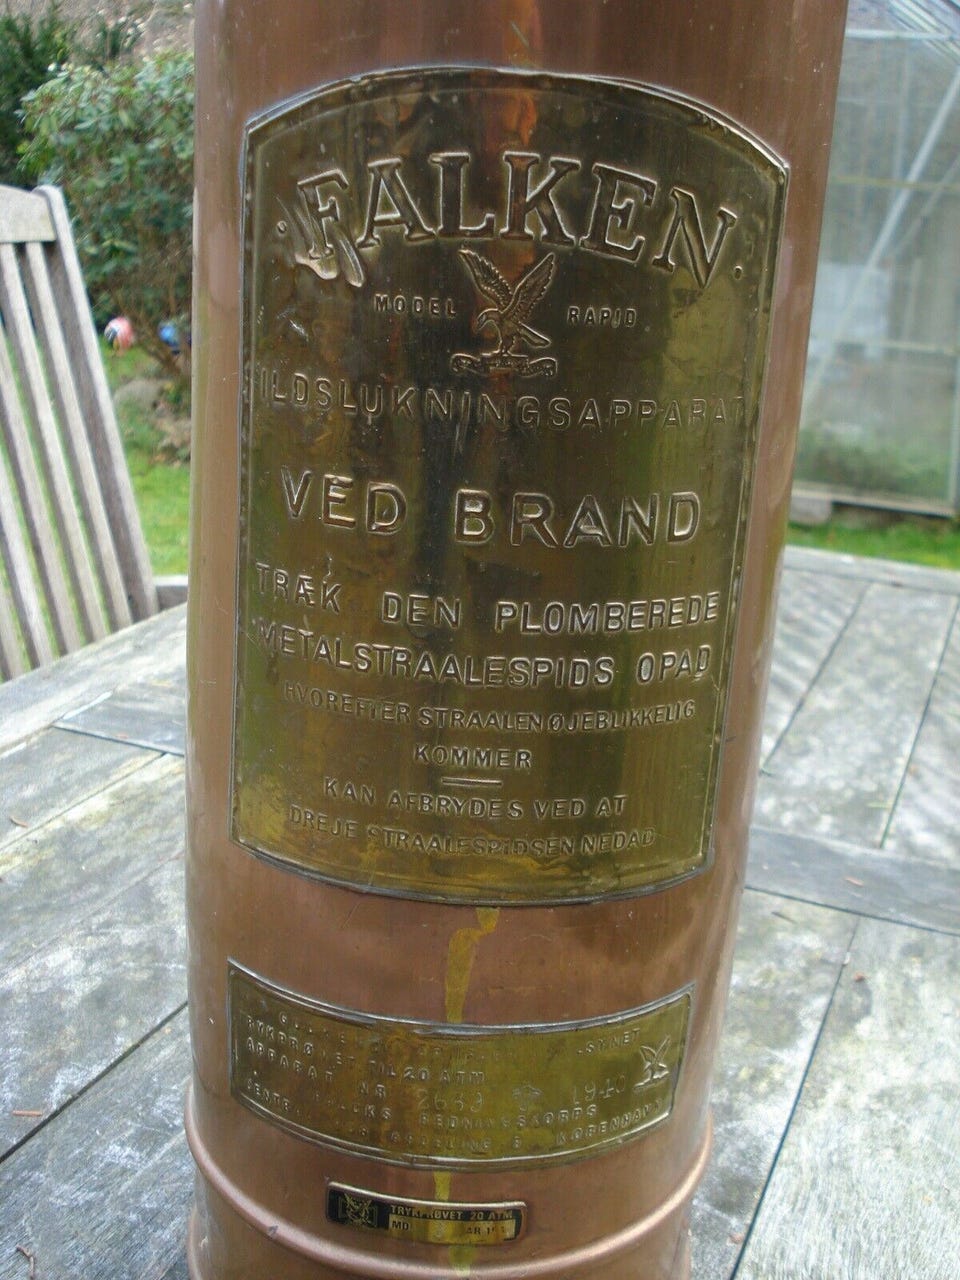 · FALKEN ·
MODEL RAPID
ILDSLUKNINGSAPPARAT
VED BRAND
TRÆK DEN PLOMBEREDE
METALSTRAALESPIDS OPAD
HVOREFTER STRAALEN ØJEBLIKKELIG
KOMMER
KAN AFBRYDES VED AT
DREJE STRAALESPIDSEN NEDAD
TRYKPRØVET TIL 20 ATM
APPARAT NR
REDNINGSKORPS
KØBENHAVN
TRYKPRØVET 20 ATM